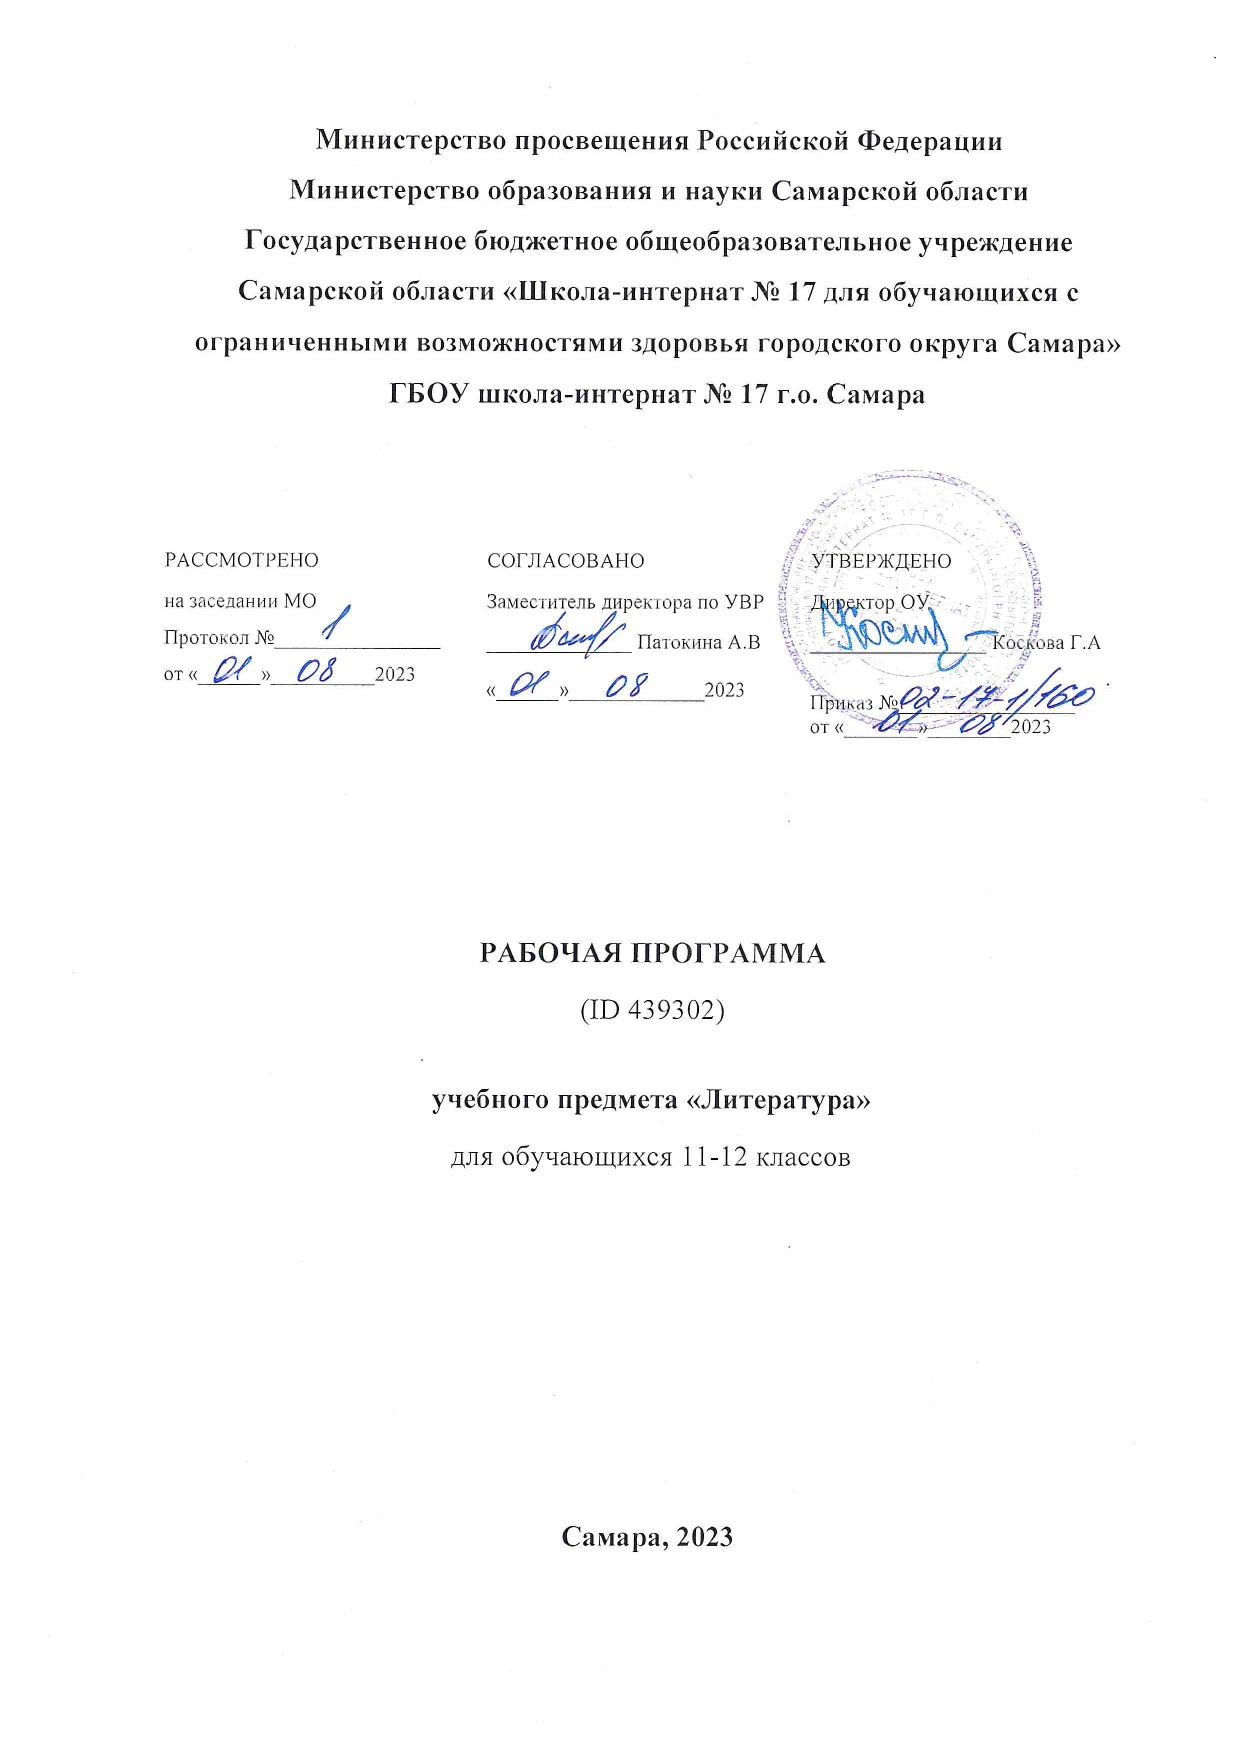 Министерство просвещения Российской Федерации
Министерство образования и науки Самарской области
Государственное бюджетное общеобразовательное учреждение
Самарской области «Школа-интернат № 17 для обучающихся с
ограниченными возможностями здоровья городского округа Самара»
ГБОУ школа-интернат № 17 г.о. Самара
РАССМОТРЕНО
на заседании МО
Протокол № 1
от « 01 » 08 2023
СОГЛАСОВАНО
Заместитель директора по УВР
Патокина А.В
« 01 » 08 2023
УТВЕРЖДЕНО
Директор ОУ
Коскова Г.А
Приказ № 02-17-1/160
от « 01 » 08 2023
РАБОЧАЯ ПРОГРАММА
(ID 439302)
учебного предмета «Литература»
для обучающихся 11-12 классов
Самара, 2023